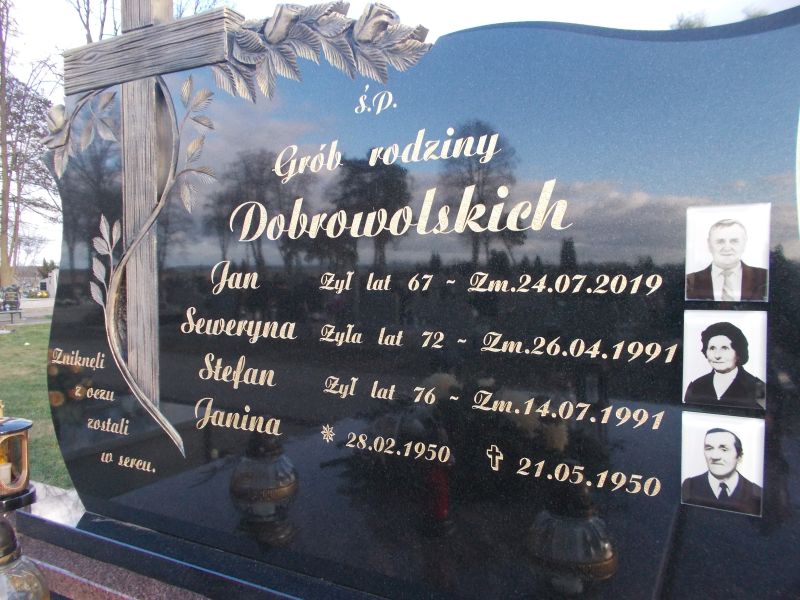 ś.p.
Grób rodziny
Dobrowolskich
Jan Żył lat 67 ~ Zm.24.07.2019
Seweryna Żyła lat 72 ~ Zm.26.04.1991
Stefan Żył lat 76 ~ Zm.14.07.1991
Janina ✵ 28.02.1950 ✝ 21.05.1950
Zniknęli
z oczu
zostali
w sercu.